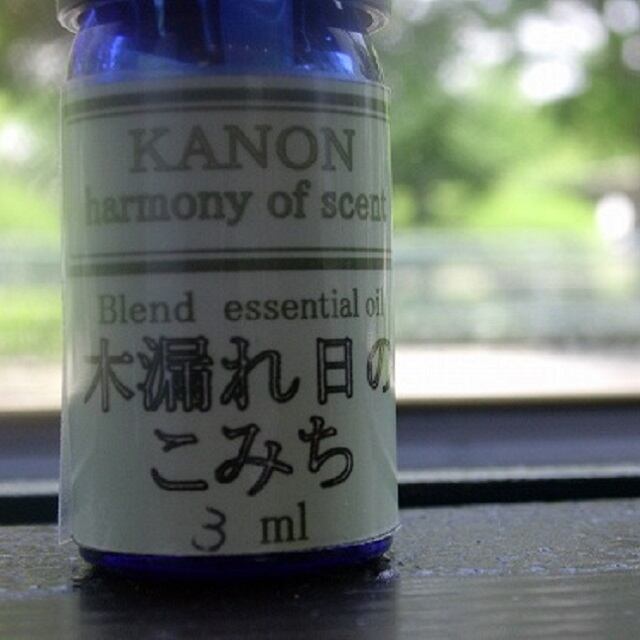 KANON
harmony of scent
Blend essential oil
木漏れ日の
こみち
3 ml